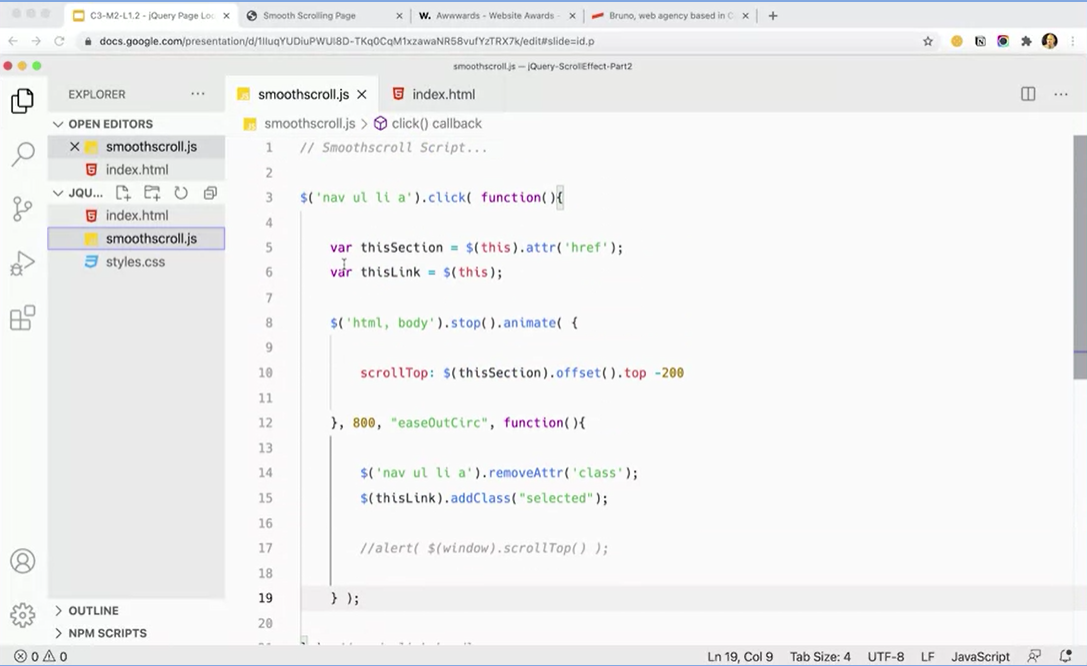 C3-M2-L1.2 - jQuery Page Loc
Smooth Scrolling Page
W. Awwwards - Website Awards -
Bruno, web agency based in C
docs.google.com/presentation/d/1lIuqYUDiuPWUl8D-TKq0CqM1xzawaNR58vufYzTRX7k/edit#slide=id.p
smoothscroll.js — jQuery-ScrollEffect-Part2
EXPLORER
smoothscroll.js
index.html
OPEN EDITORS
smoothscroll.js > click() callback
smoothscroll.js
index.html
JQU...
index.html
smoothscroll.js
styles.css
1 // Smoothscroll Script...
2
3 $('nav ul li a').click( function(){
4
5 var thisSection = $(this).attr('href');
6 var thisLink = $(this);
7
8 $('html, body').stop().animate( {
9
10 scrollTop: $(thisSection).offset().top -200
11
12 }, 800, "easeOutCirc", function(){
13
14 $('nav ul li a').removeAttr('class');
15 $(thisLink).addClass("selected");
16
17 //alert( $(window).scrollTop() );
18
19 } );
20
OUTLINE
NPM SCRIPTS
0 0
Ln 19, Col 9 Tab Size: 4 UTF-8 LF JavaScript